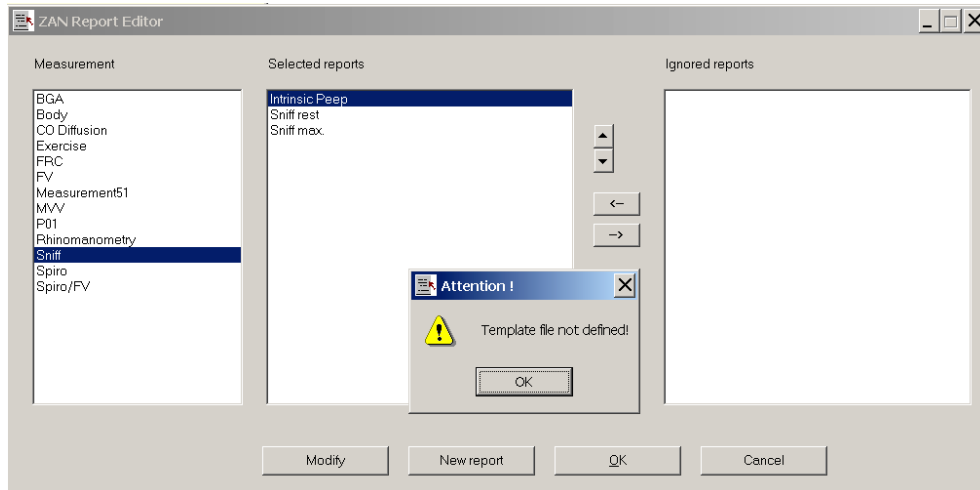 ZAN Report Editor
Measurement
Selected reports
Ignored reports
BGA
Body
CO Diffusion
Exercise
FRC
FV
Measurement51
MVV
P01
Rhinomanometry
Sniff
Spiro
Spiro/FV
Intrinsic Peep
Sniff rest
Sniff max.
<-
->
Attention !
Template file not defined!
OK
Modify
New report
OK
Cancel